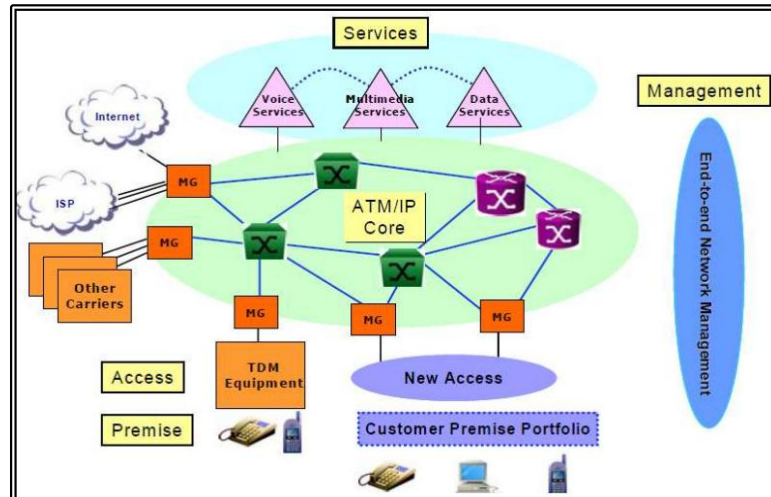 Services
Voice
Services
Multimedia
Services
Data
Services
Management
Internet
ISP
MG
ATM/IP
Core
MG
Other
Carriers
MG
MG
MG
TDM
Equipment
New Access
Access
Premise
Customer Premise Portfolio
End-to-end Network Management